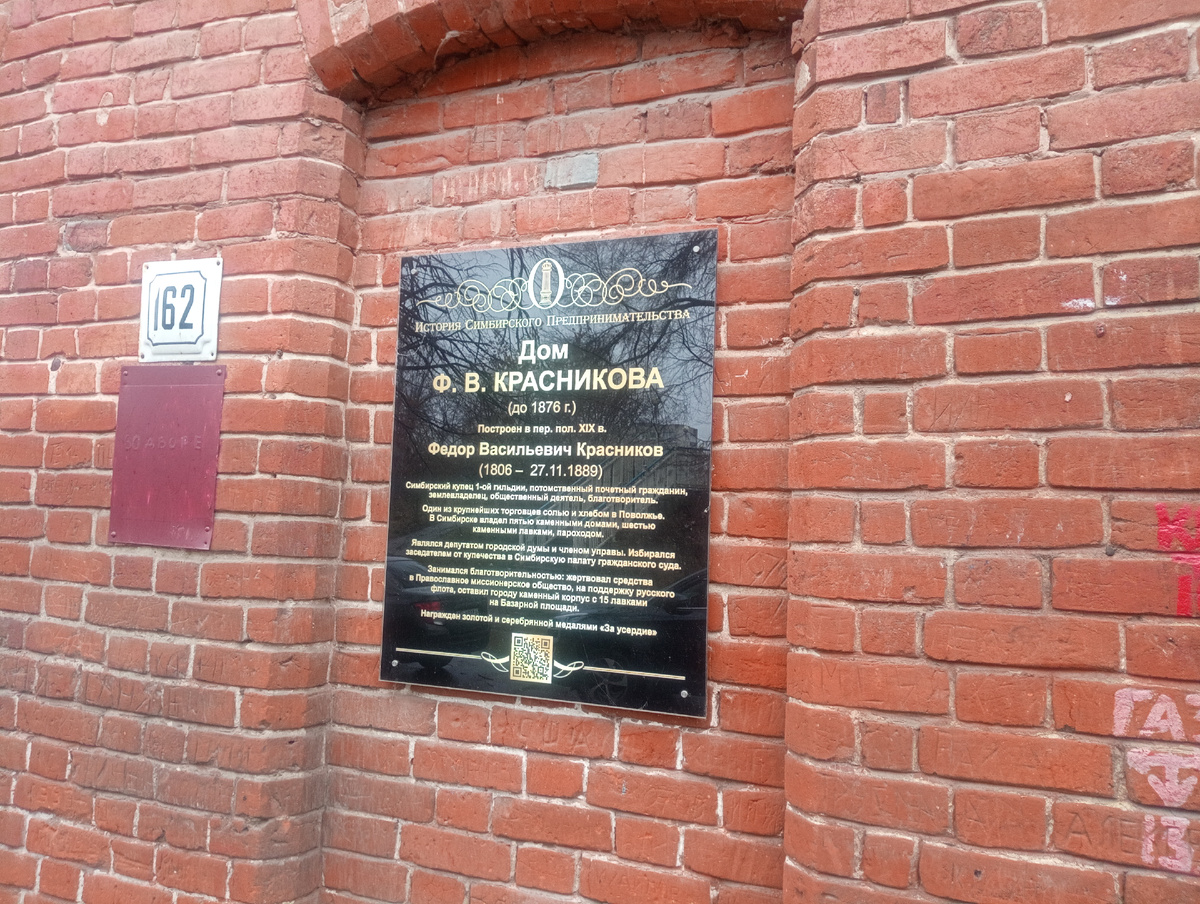 162
История Симбирского Предпринимательства
Дом
Ф. В. КРАСНИКОВА
(до 1876 г.)
Построен в пер. пол. XIX в.
Федор Васильевич Красников
(1806 – 27.11.1889)
Симбирский купец 1-ой гильдии, потомственный почетный гражданин,
землевладелец, общественный деятель, благотворитель.
Один из крупнейших торговцев солью и хлебом в Поволжье.
В Симбирске владел пятью каменными домами, шестью
каменными лавками, пароходом.
Являлся депутатом городской думы и членом управы. Избирался
заседателем от купечества в Симбирскую палату гражданского суда.
Занимался благотворительностью: жертвовал средства
в Православное миссионерское общество, на поддержку русского
флота, оставил городу каменный корпус с 15 лавками
на Базарной площади.
Награжден золотой и серебрянной медалями «За усердие»
США
АЛЕ
13